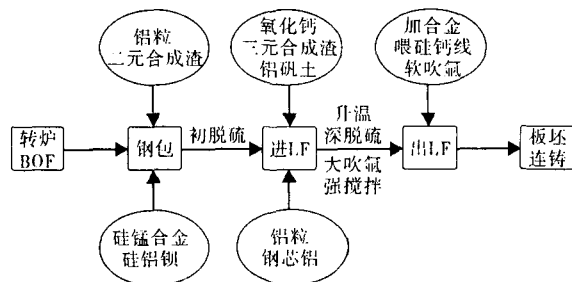 铝粒
二元合成渣
氧化钙
三元合成渣
铝矾土
加合金
喂硅钙线
软吹氩
转炉
BOF
钢包
初脱硫
进LF
升温
深脱硫
大吹氩
强搅拌
出LF
板坯
连铸
硅锰合金
硅铝钡
铝粒
钢芯铝